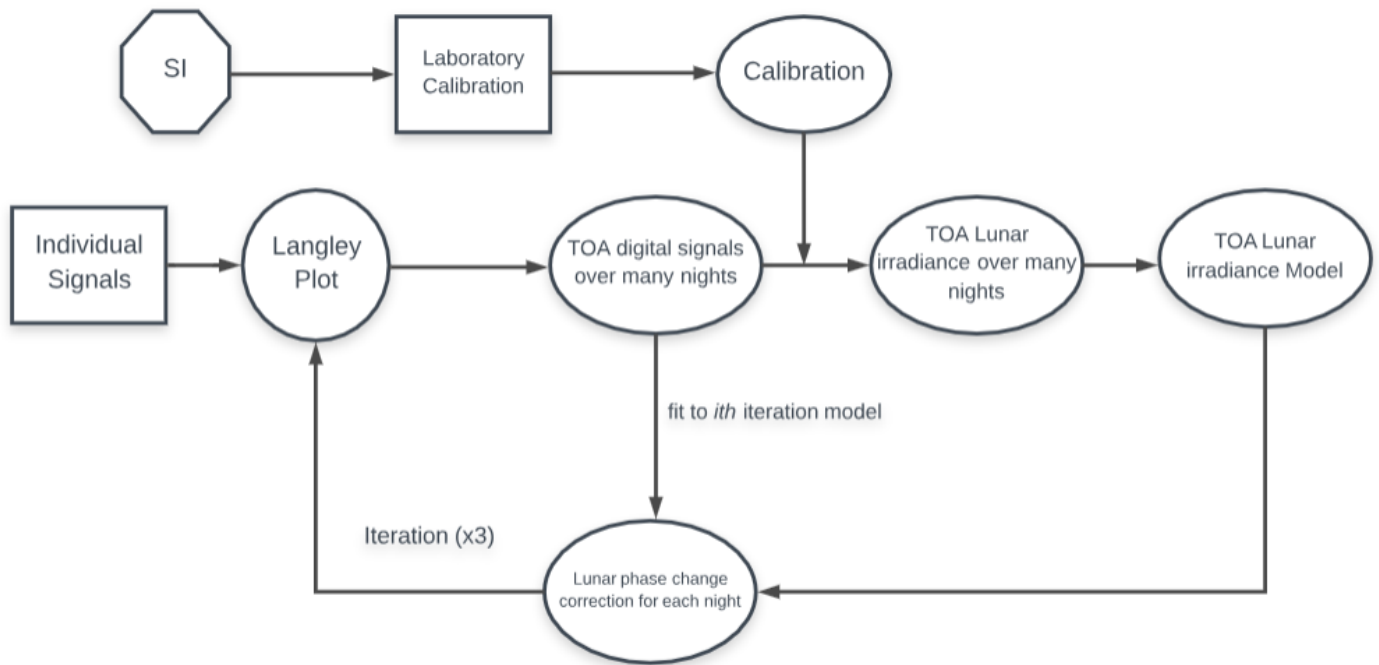 SI
Laboratory
Calibration
Calibration
Individual
Signals
Langley
Plot
TOA digital signals
over many nights
TOA Lunar
irradiance over many
nights
TOA Lunar
irradiance Model
fit to ith iteration model
Iteration (x3)
Lunar phase change
correction for each night